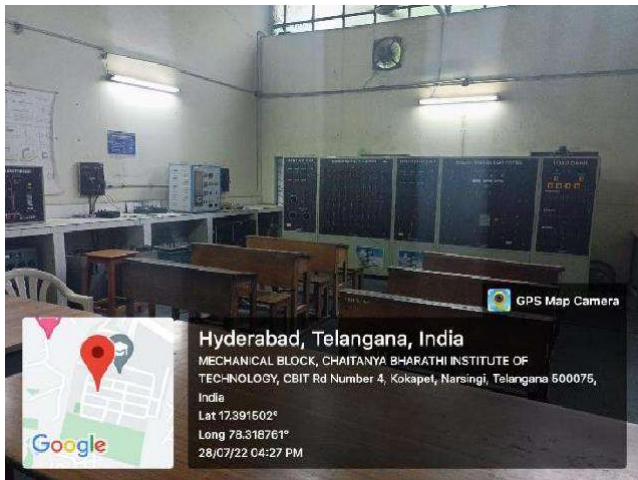 GPS Map Camera
Hyderabad, Telangana, India
MECHANICAL BLOCK, CHAITANYA BHARATHI INSTITUTE OF
TECHNOLOGY, CBIT Rd Number 4, Kokapet, Narsingi, Telangana 500075,
India
Lat 17.391502°
Long 78.318761°
28/07/22 04:27 PM
Google